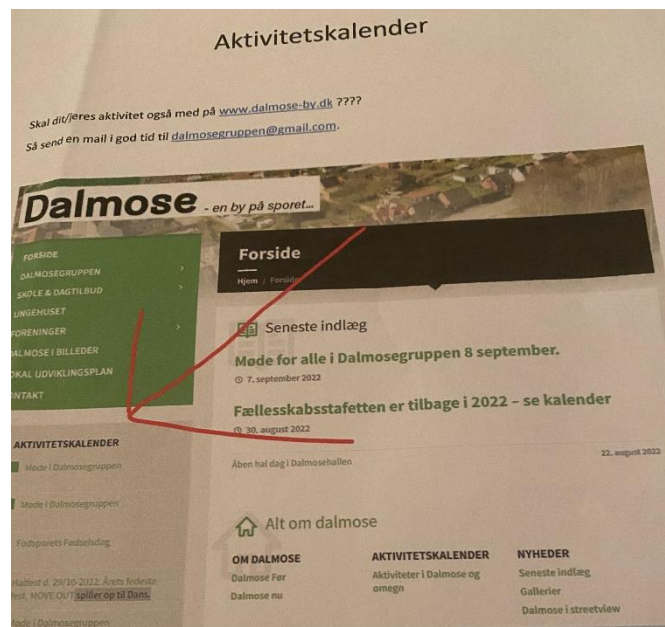 Aktivitetskalender
Skal dit/jeres aktivitet også med på www.dalmose-by.dk ????
Så send en mail i god tid til dalmosegruppen@gmail.com.
Dalmose - en by på sporet...
FORSIDE
DALMOSEGRUPPEN
SKOLE & DAGTILBUD
UNGEHUSET
FORENINGER
DALMOSE I BILLEDER
LOKAL UDVIKLINGSPLAN
KONTAKT
AKTIVITETSKALENDER
Møde i Dalmosegruppen
Møde i Dalmosegruppen
Fodsporets Fødselsdag
Halfest d. 29/10-2022. Årets fedeste
fest, MOVE OUT spiller op til Dans.
Møde i Dalmosegruppen
Forside
Hjem / Forside
Seneste indlæg
Møde for alle i Dalmosegruppen 8 september.
7. september 2022
Fællesskabsstafetten er tilbage i 2022 – se kalender
30. august 2022
Åben hal dag i Dalmosehallen
22. august 2022
Alt om dalmose
OM DALMOSE
Dalmose Før
Dalmose nu
AKTIVITETSKALENDER
Aktiviteter i Dalmose og
omegn
NYHEDER
Seneste indlæg
Gallerier
Dalmose i streetview